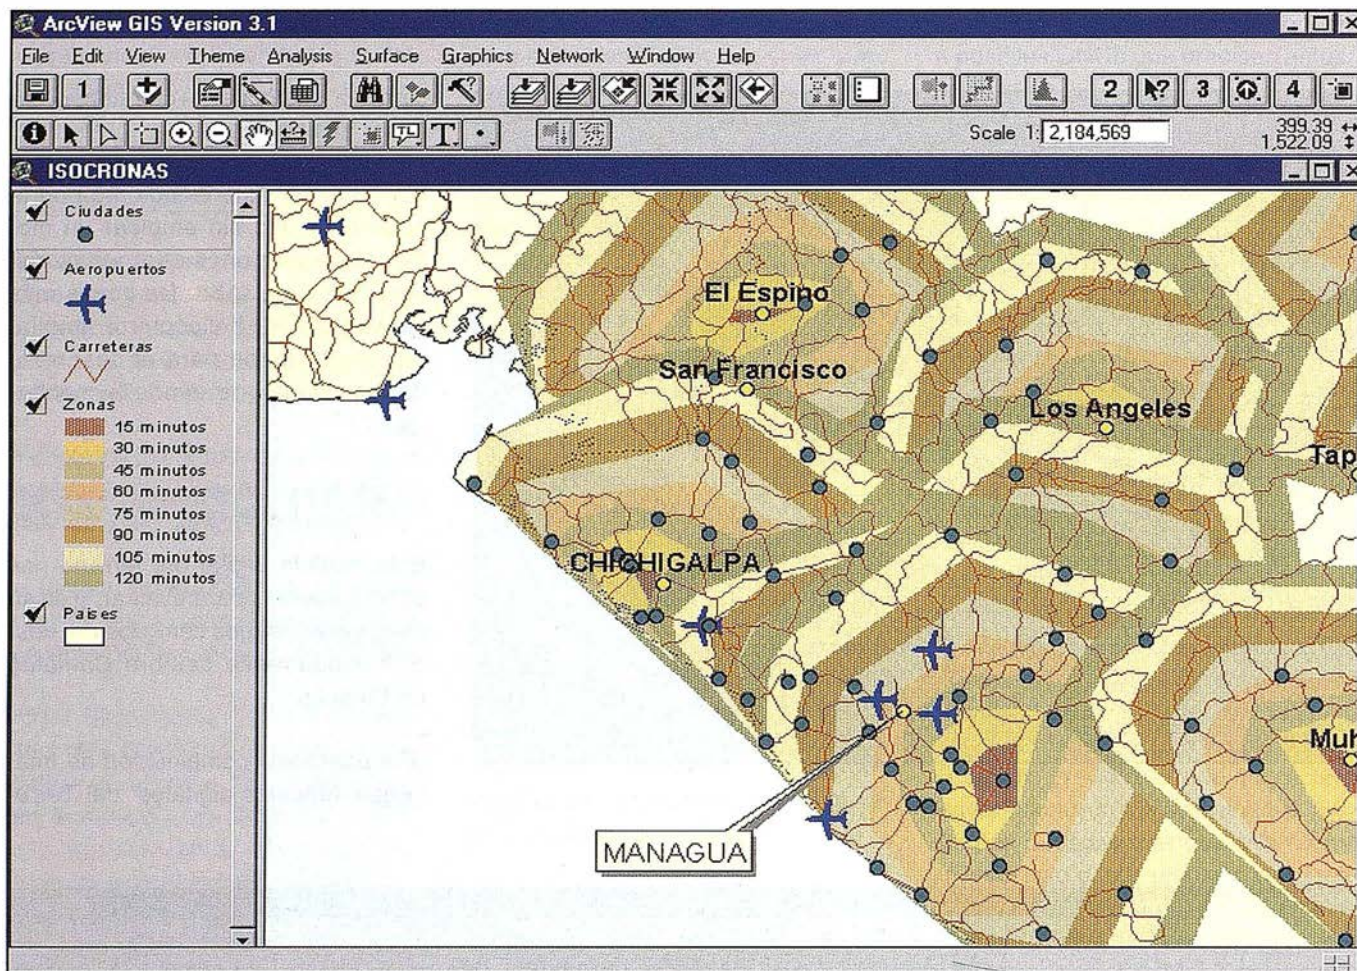 ArcView GIS Version 3.1
File Edit View Theme Analysis Surface Graphics Network Window Help
1 2 ? 3 4
TL T Scale 1: 2,184,569 399.39
1,522.09
ISOCRONAS
Ciudades
Aeropuertos
Carreteras
Zonas
15 minutos
30 minutos
45 minutos
60 minutos
75 minutos
90 minutos
105 minutos
120 minutos
Países
El Espino
San Francisco
Los Angeles
Tap
CHICHIGALPA
Muh
MANAGUA